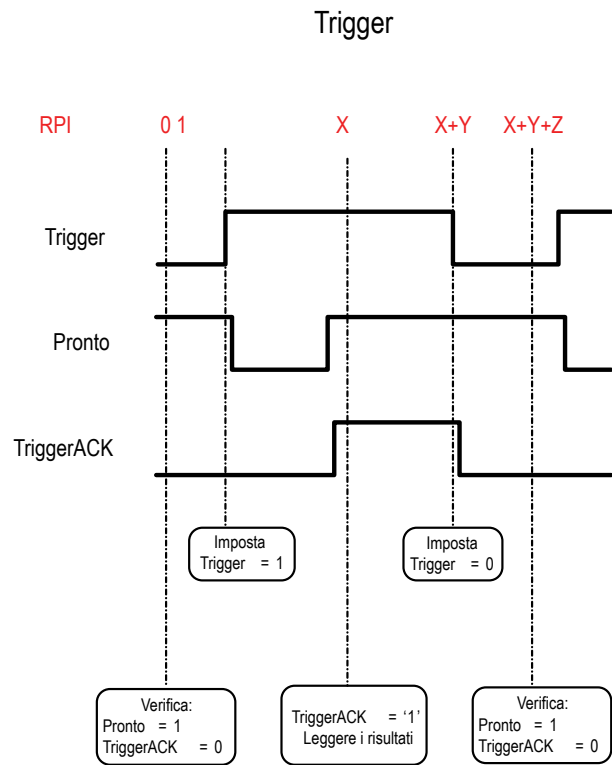 Trigger
RPI 0 1 X X+Y X+Y+Z
Trigger
Pronto
TriggerACK
Imposta
Trigger = 1
Imposta
Trigger = 0
Verifica:
Pronto = 1
TriggerACK = 0
TriggerACK = ‘1’
Leggere i risultati
Verifica:
Pronto = 1
TriggerACK = 0